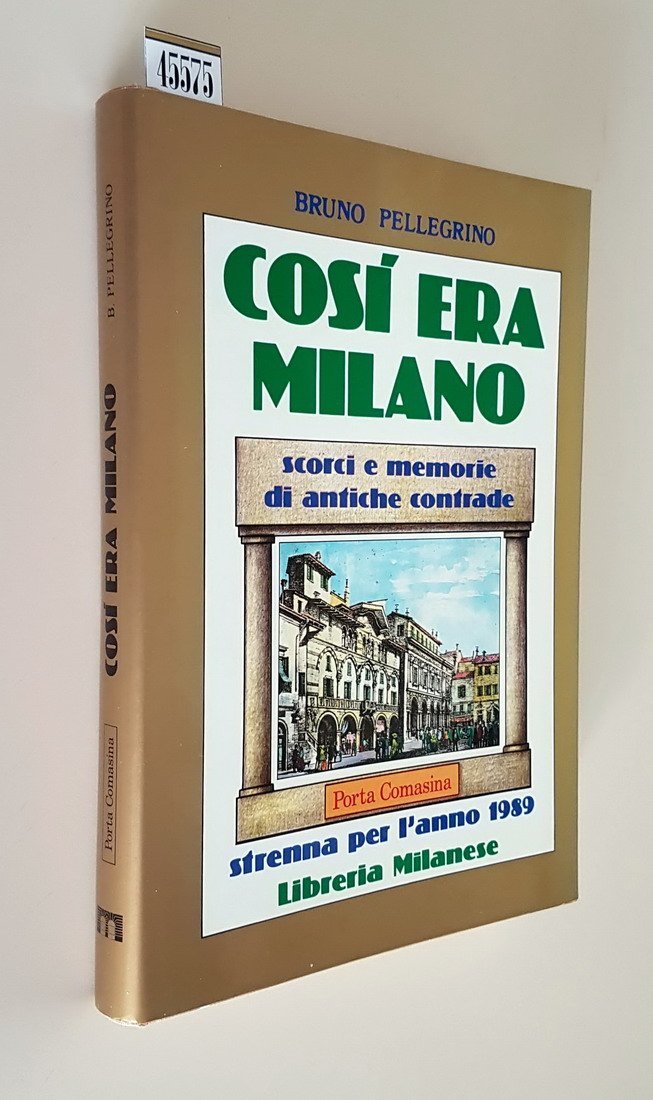 45575
BRUNO PELLEGRINO
COSÍ ERA
MILANO
scorci e memorie
di antiche contrade
Porta Comasina
strenna per l'anno 1989
Libreria Milanese
B. PELLEGRINO
COSÍ ERA MILANO
Porta Comasina